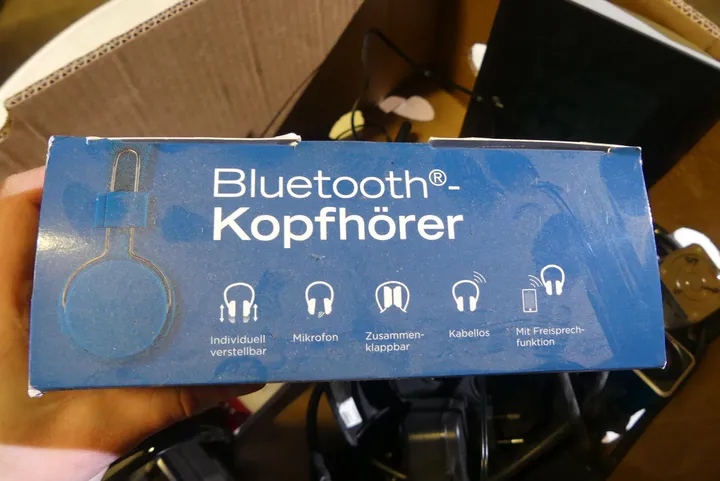 Bluetooth®-
Kopfhörer
Individuell
verstellbar
Mikrofon
Zusammen-
klappbar
Kabellos
Mit Freisprech-
funktion